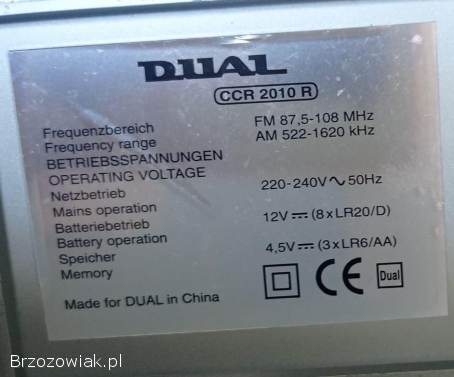 DUAL
CCR 2010 R
Frequenzbereich FM 87,5-108 MHz
Frequency range AM 522-1620 kHz
BETRIEBSSPANNUNGEN
OPERATING VOLTAGE
Netzbetrieb 220-240V∿50Hz
Mains operation
Batteriebetrieb 12V⎓(8xLR20/D)
Battery operation
Speicher 4,5V⎓(3xLR6/AA)
Memory
CE Dual
Made for DUAL in China
Brzozowiak.pl